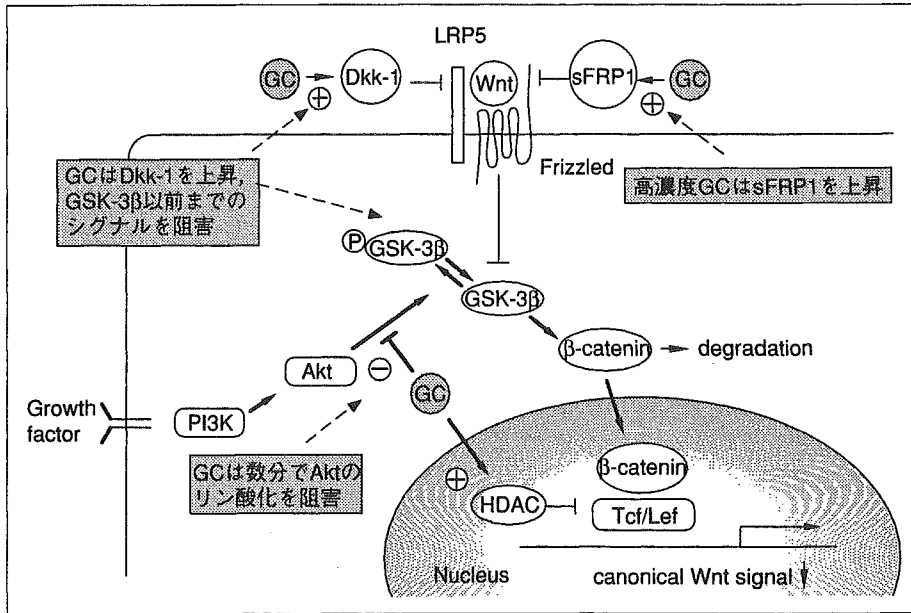 LRP5
GC
Dkk-1
Wnt
sFRP1
GC
+
+
Frizzled
GCはDkk-1を上昇,
GSK-3β以前までの
シグナルを阻害
高濃度GCはsFRP1を上昇
P
GSK-3β
GSK-3β
β-catenin
degradation
Akt
−
GC
Growth
factor
PI3K
GCは数分でAktの
リン酸化を阻害
+
β-catenin
HDAC
Tcf/Lef
Nucleus
canonical Wnt signal